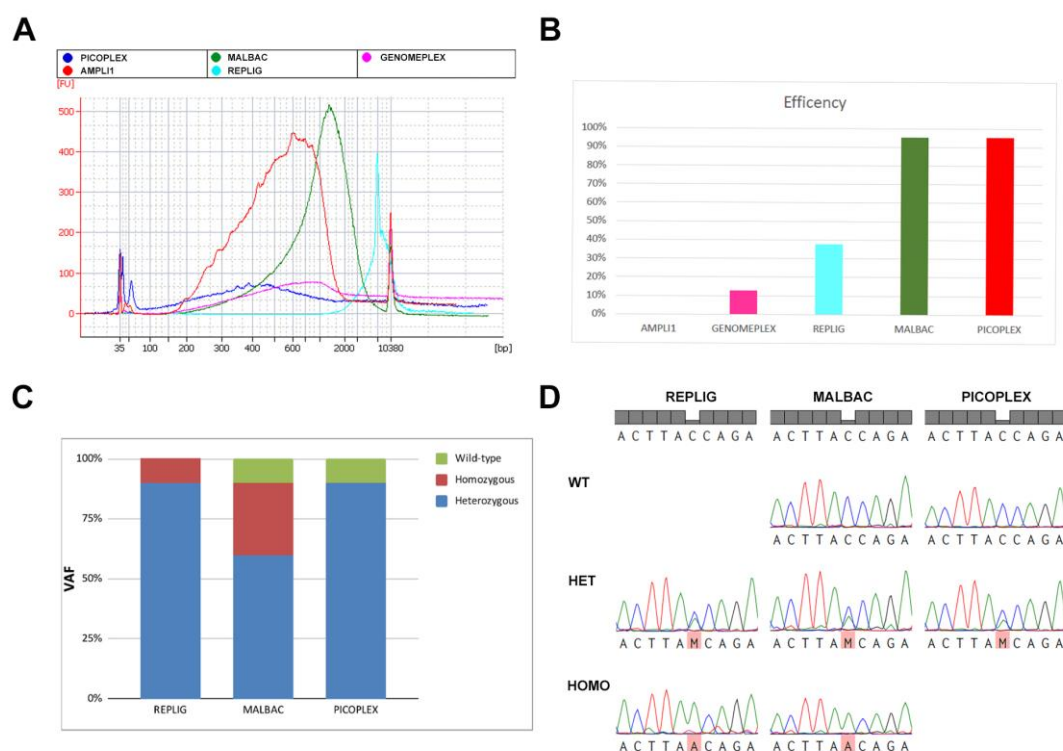 A
PICOPLEX MALBAC GENOMEPLEX
AMPLI1 REPLIG
[FU]
500
400
300
200
100
0
35 100 200 300 400 600 2000 10380 [bp]
B
Efficency
100%
90%
80%
70%
60%
50%
40%
30%
20%
10%
0%
AMPLI1 GENOMEPLEX REPLIG MALBAC PICOPLEX
C
VAF
100%
75%
50%
25%
0%
REPLIG MALBAC PICOPLEX
Wild-type
Homozygous
Heterozygous
D
REPLIG MALBAC PICOPLEX
A C T T A C C A G A A C T T A C C A G A A C T T A C C A G A
WT
A C T T A C C A G A A C T T A C C A G A
HET
A C T T A M C A G A A C T T A M C A G A A C T T A M C A G A
HOMO
A C T T A A C A G A A C T T A A C A G A